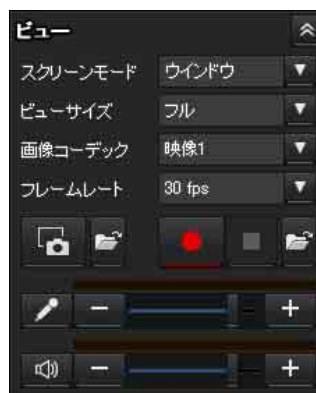 ビュー
スクリーンモード ウインドウ
ビューサイズ フル
画像コーデック 映像1
フレームレート 30 fps